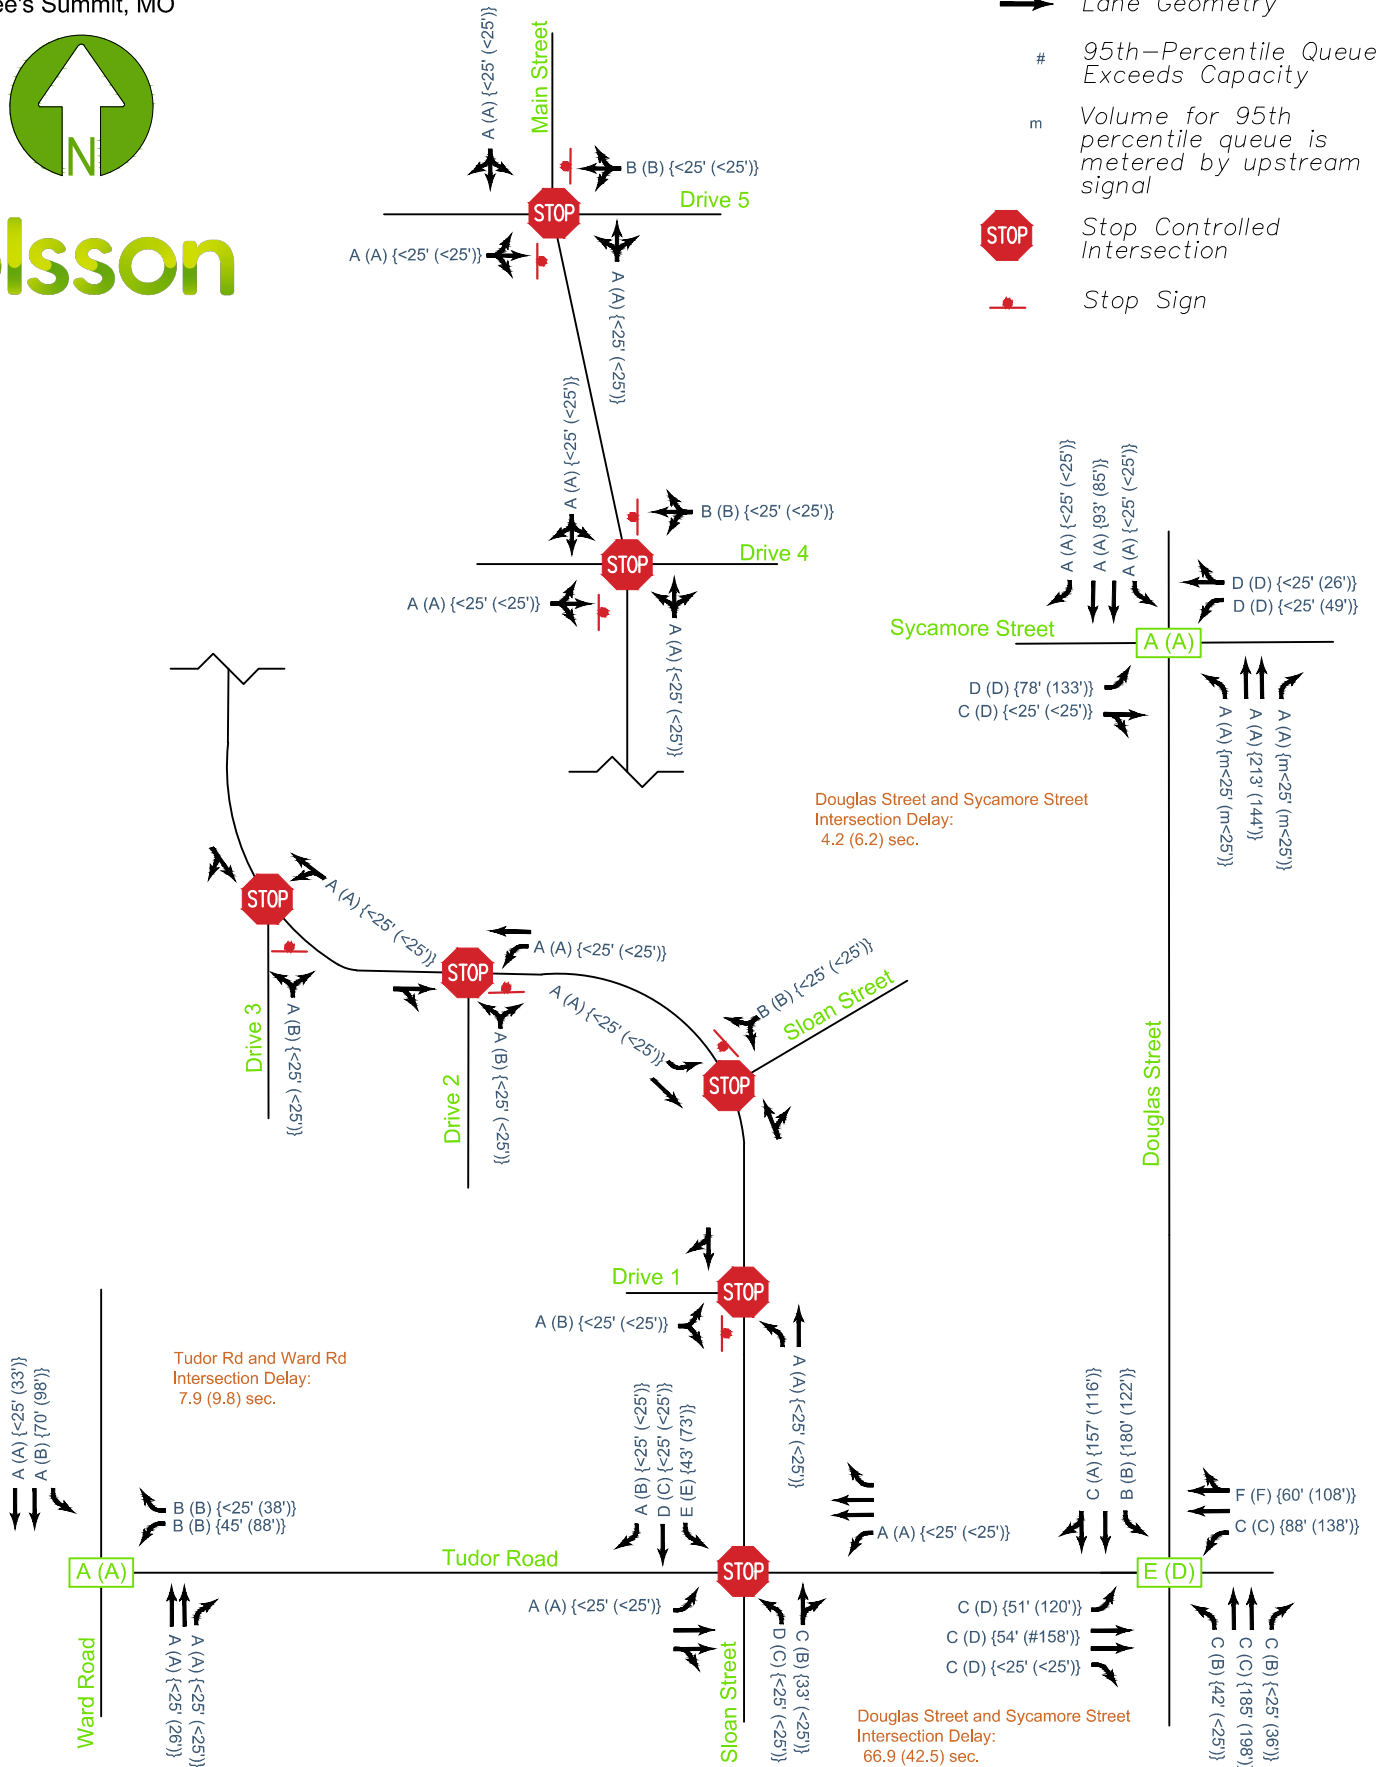 ee's Summit, MO
N
olsson
Lane Geometry
#
95th-Percentile Queue
Exceeds Capacity
m
Volume for 95th
percentile queue is
metered by upstream
signal
STOP
Stop Controlled
Intersection
Stop Sign
Main Street
A (A) {<25' (<25')}
B (B) {<25' (<25')}
Drive 5
STOP
A (A) {<25' (<25')}
A (A) {<25' (<25')}
A (A) {<25' (<25')}
B (B) {<25' (<25')}
Drive 4
STOP
A (A) {<25' (<25')}
A (A) {<25' (<25')}
A (A) {<25' (<25')}
A (A) {93' (85')}
A (A) {<25' (<25')}
D (D) {<25' (26')}
D (D) {<25' (49')}
Sycamore Street
A (A)
D (D) {78' (133')}
C (D) {<25' (<25')}
A (A) {m<25' (m<25')}
A (A) {213' (144')}
A (A) {m<25' (m<25')}
Douglas Street and Sycamore Street
Intersection Delay:
4.2 (6.2) sec.
STOP
A (A) {<25' (<25')}
Drive 3
A (B) {<25' (<25')}
STOP
A (A) {<25' (<25')}
Drive 2
A (B) {<25' (<25')}
A (A) {<25' (<25')}
B (B) {<25' (<25')}
Sloan Street
STOP
Douglas Street
Drive 1
STOP
A (B) {<25' (<25')}
A (A) {<25' (<25')}
Tudor Rd and Ward Rd
Intersection Delay:
7.9 (9.8) sec.
A (A) {<25' (33')}
A (B) {70' (98')}
B (B) {<25' (38')}
B (B) {45' (88')}
A (A)
Ward Road
A (A) {<25' (26')}
A (A) {<25' (<25')}
Tudor Road
A (B) {<25' (<25')}
D (C) {<25' (<25')}
E (E) {43' (73')}
A (A) {<25' (<25')}
STOP
A (A) {<25' (<25')}
Sloan Street
D (C) {<25' (<25')}
C (B) {33' (<25')}
C (A) {157' (116')}
B (B) {180' (122')}
F (F) {60' (108')}
C (C) {88' (138')}
E (D)
C (D) {51' (120')}
C (D) {54' (#158')}
C (D) {<25' (<25')}
C (B) {42' (<25')}
C (C) {185' (198')}
C (B) {<25' (36')}
Douglas Street and Sycamore Street
Intersection Delay:
66.9 (42.5) sec.